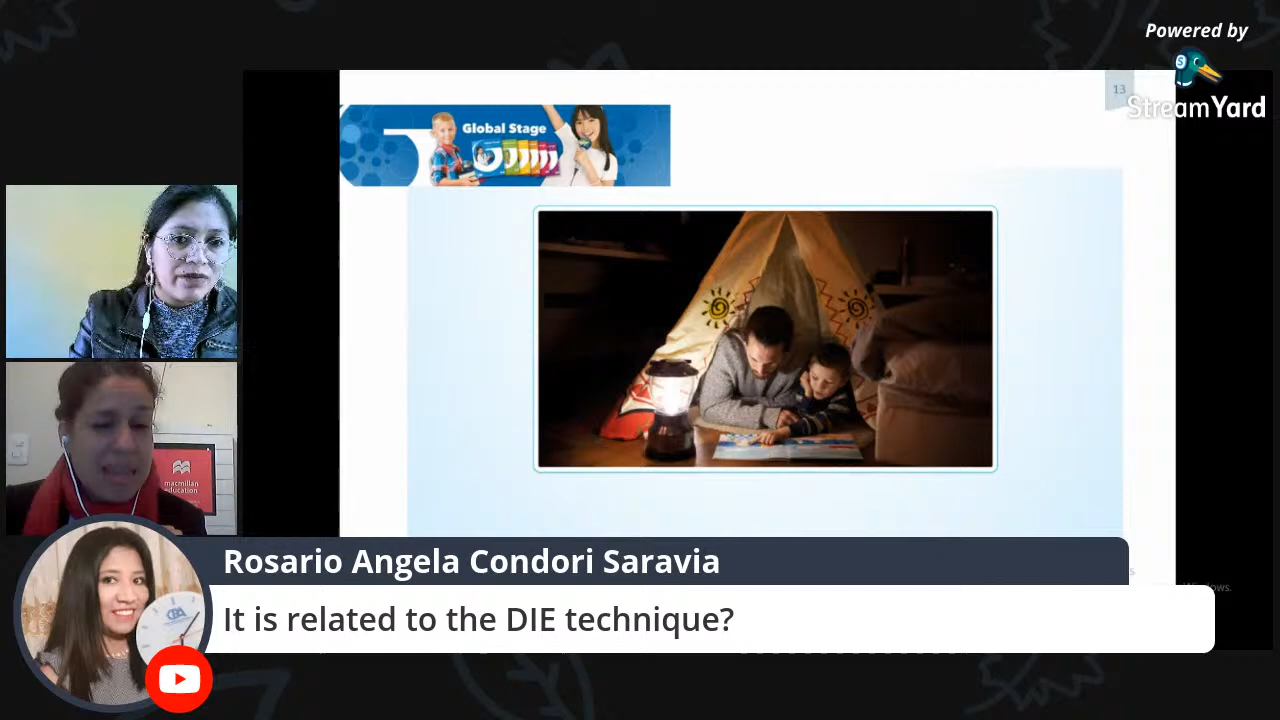 Powered by
StreamYard
13
Global Stage
macmillan
education
Rosario Angela Condori Saravia
It is related to the DIE technique?